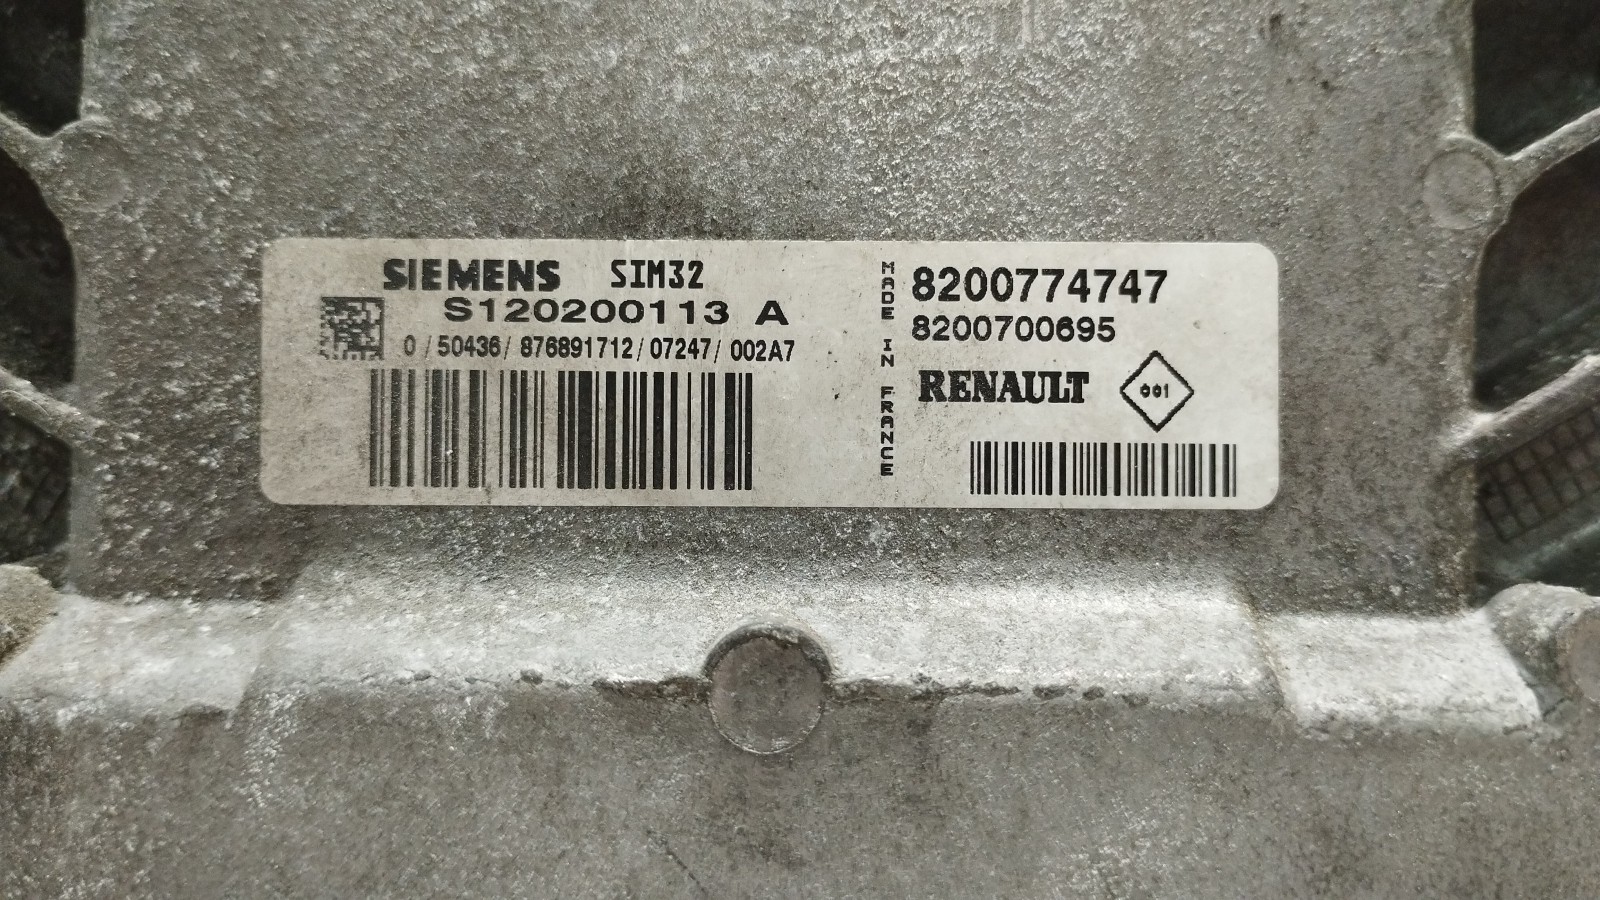 SIEMENS SIM32
S120200113 A
0 / 50436 / 876891712 / 07247 / 002A7
MADE IN FRANCE
8200774747
8200700695
RENAULT 001